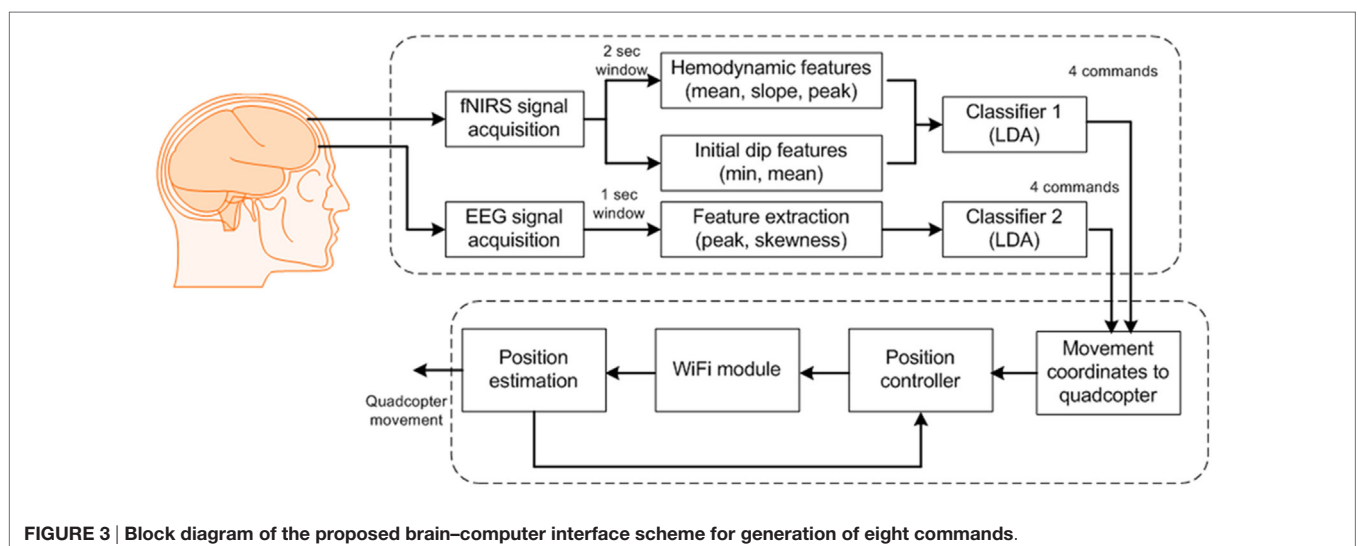 2 sec
window
Hemodynamic features
(mean, slope, peak)
4 commands
fNIRS signal
acquisition
Classifier 1
(LDA)
Initial dip features
(min, mean)
1 sec
window
4 commands
EEG signal
acquisition
Feature extraction
(peak, skewness)
Classifier 2
(LDA)
Position
estimation
WiFi module
Position
controller
Movement
coordinates to
quadcopter
Quadcopter
movement
FIGURE 3 | Block diagram of the proposed brain–computer interface scheme for generation of eight commands.